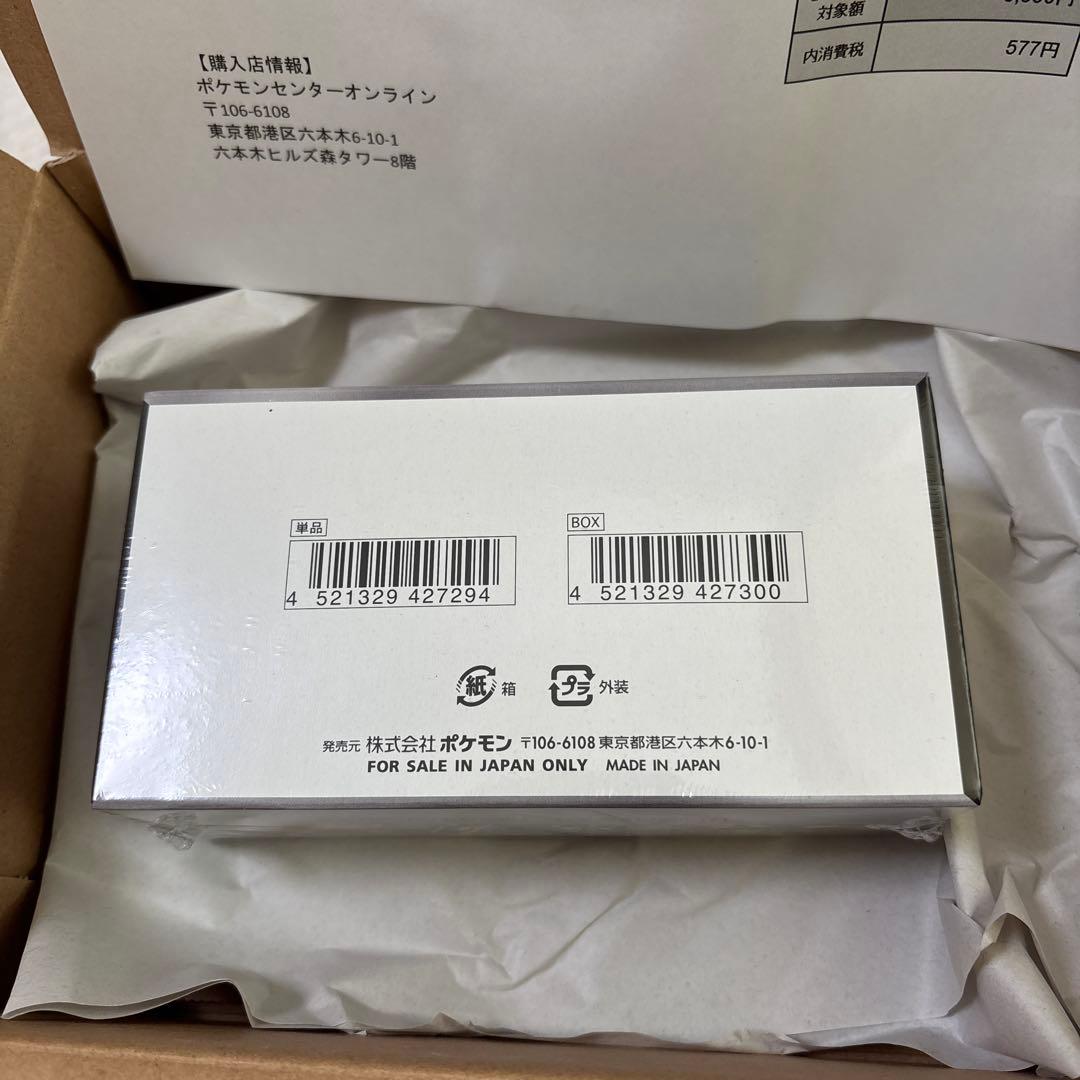 対象額
内消費税 577円
【購入店情報】
ポケモンセンターオンライン
〒106-6108
東京都港区六本木6-10-1
六本木ヒルズ森タワー8階
単品
4 521329 427294
BOX
4 521329 427300
紙 箱
プラ 外装
発売元 株式会社 ポケモン 〒106-6108 東京都港区六本木6-10-1
FOR SALE IN JAPAN ONLY MADE IN JAPAN